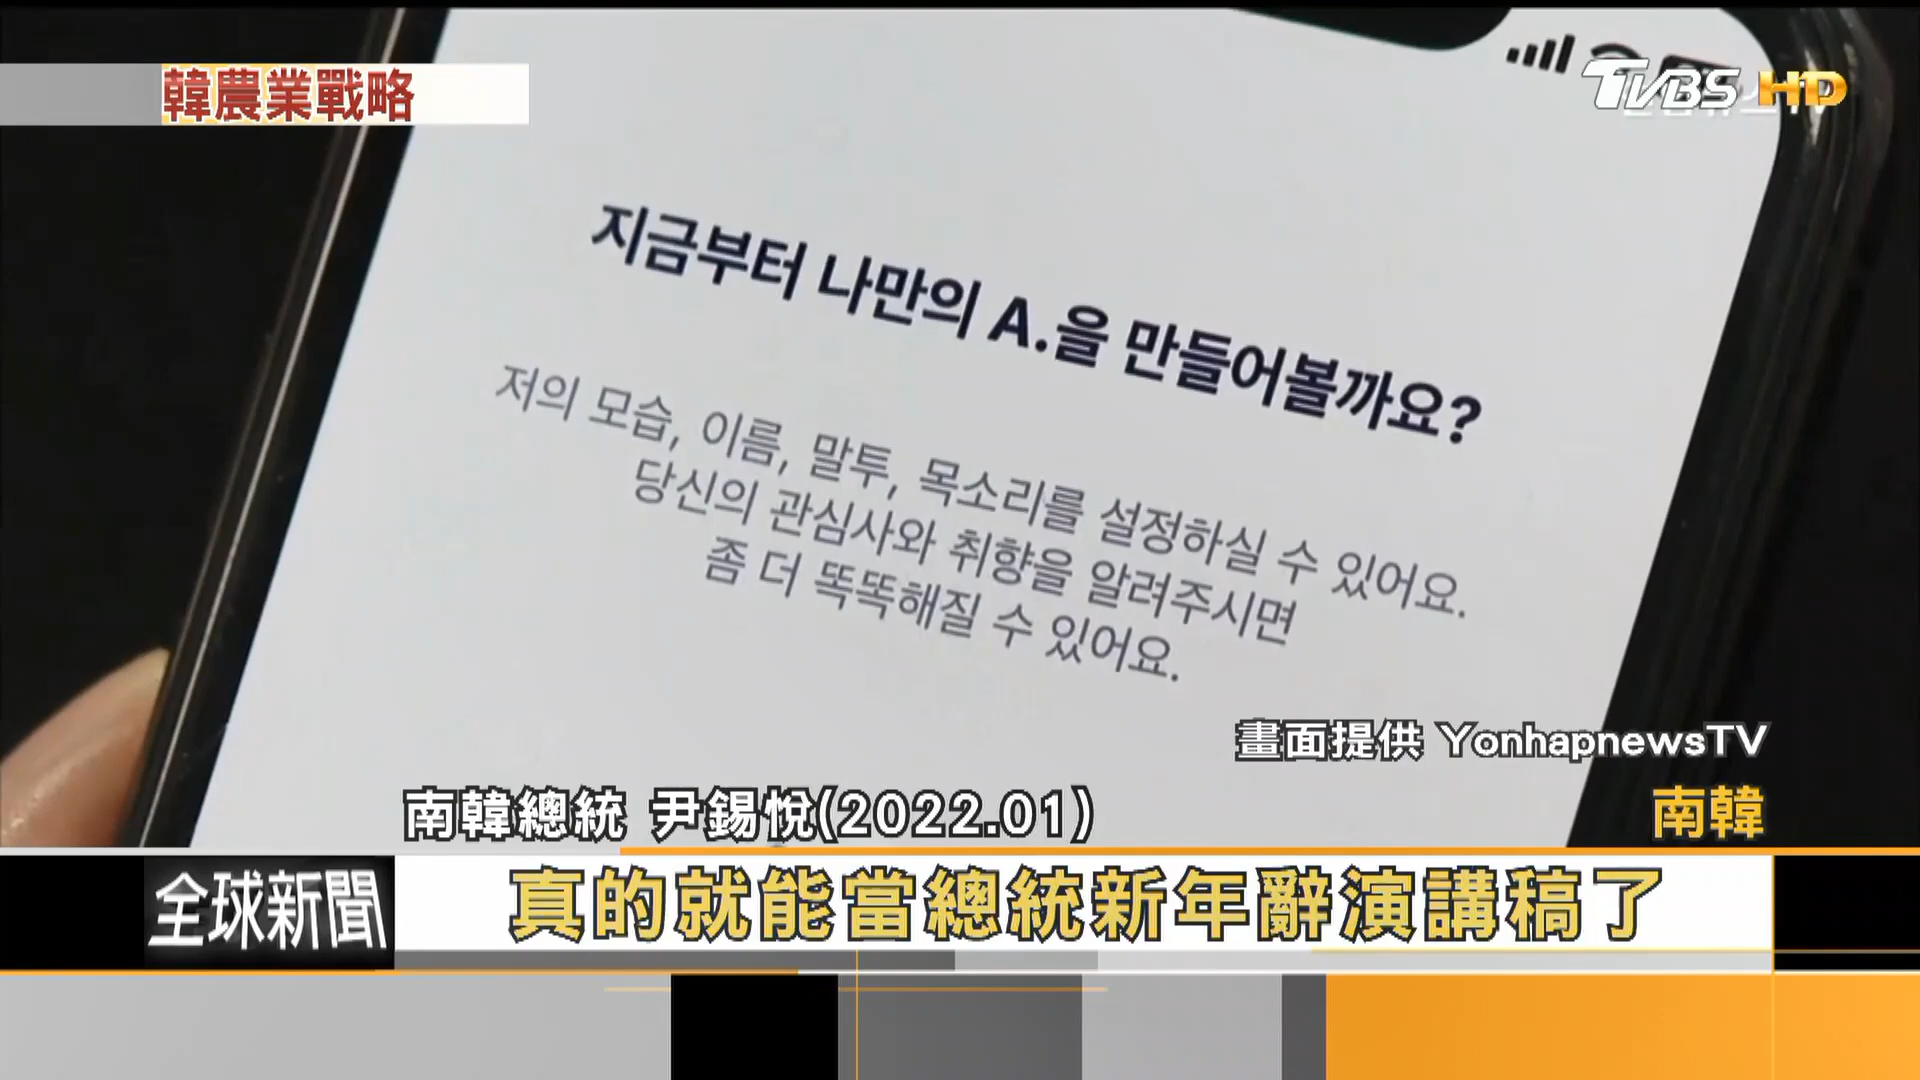 韓農業戰略
TVBS HD
지금부터 나만의 A.을 만들어볼까요?
저의 모습, 이름, 말투, 목소리를 설정하실 수 있어요.
당신의 관심사와 취향을 알려주시면
좀 더 똑똑해질 수 있어요.
畫面提供 YonhapnewsTV
南韓總統 尹錫悅(2022.01)
南韓
全球新聞
真的就能當總統新年辭演講稿了